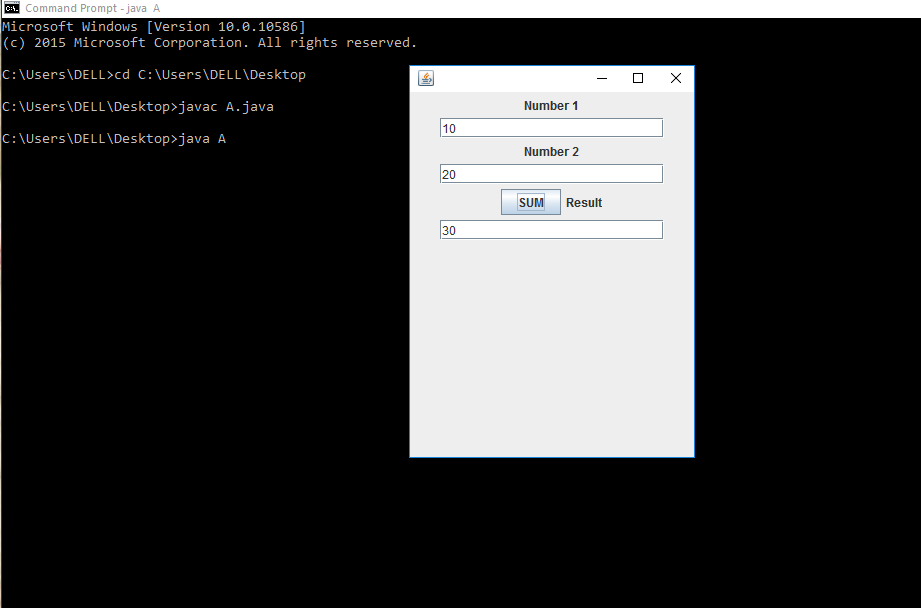 Command Prompt - java  A
Microsoft Windows [Version 10.0.10586]
(c) 2015 Microsoft Corporation. All rights reserved.
C:\Users\DELL>cd C:\Users\DELL\Desktop
C:\Users\DELL\Desktop>javac A.java
C:\Users\DELL\Desktop>java A
Number 1
10
Number 2
20
SUM Result
30